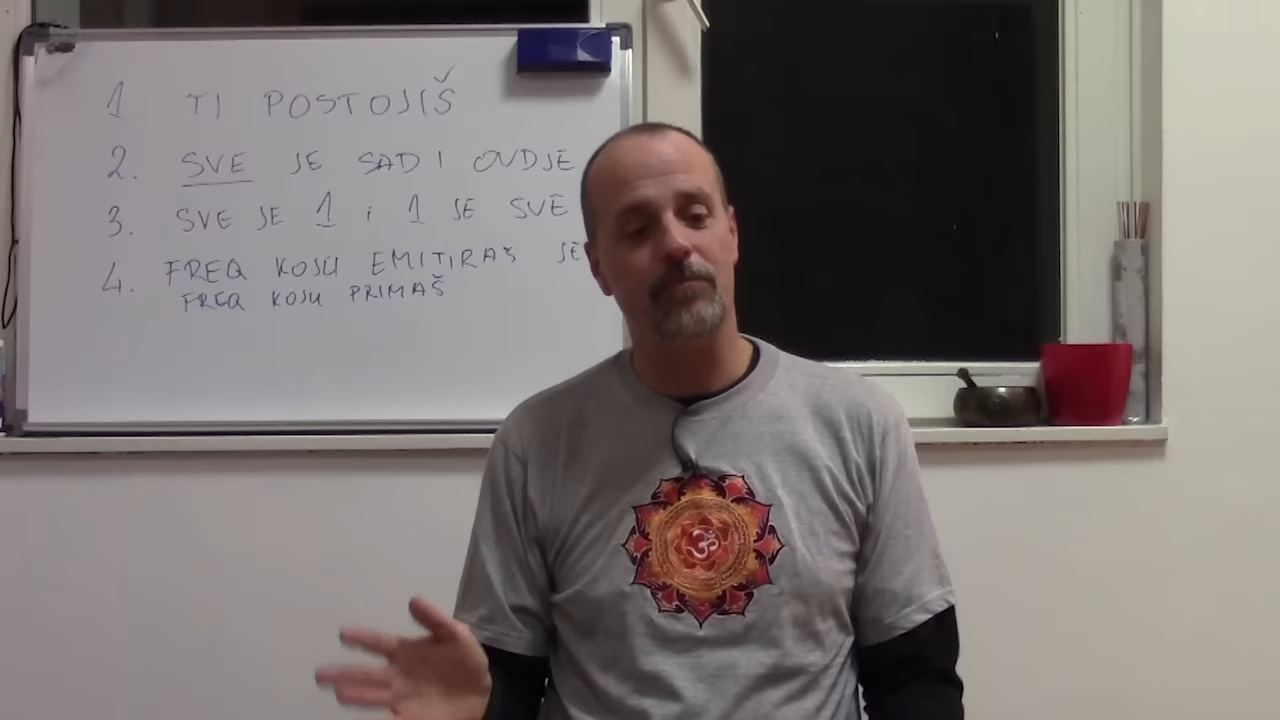 1. TI POSTOJIŠ
2. SVE JE SAD I OVDJE
3. SVE JE 1 i 1 JE SVE
4. FREQ KOJU EMITIRAŠ JE
FREQ KOJU PRIMAŠ
ॐ